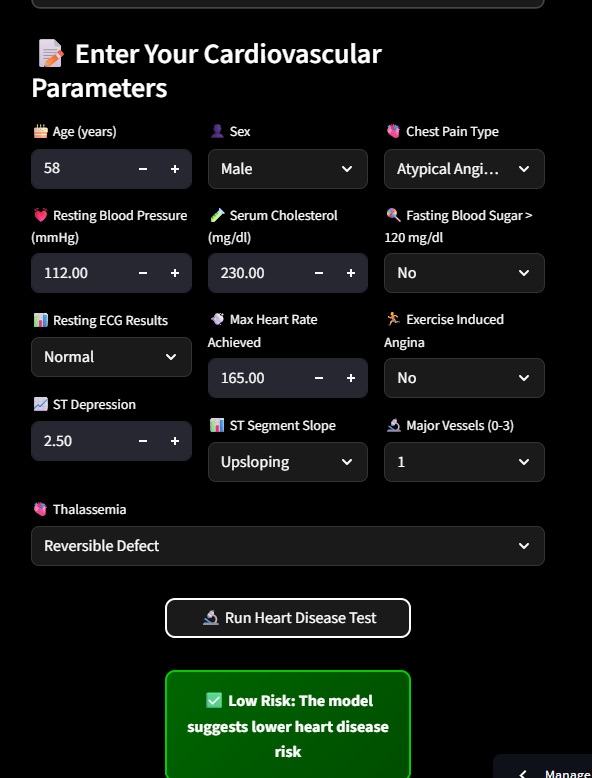 📝 Enter Your Cardiovascular
Parameters
🎂 Age (years)
58
👤 Sex
Male
🫀 Chest Pain Type
Atypical Angi...
💓 Resting Blood Pressure
(mmHg)
112.00
🧪 Serum Cholesterol
(mg/dl)
230.00
🍭 Fasting Blood Sugar >
120 mg/dl
No
📊 Resting ECG Results
Normal
Max Heart Rate
Achieved
165.00
🏃 Exercise Induced
Angina
No
📈 ST Depression
2.50
📊 ST Segment Slope
Upsloping
🔬 Major Vessels (0-3)
1
🫀 Thalassemia
Reversible Defect
🔬 Run Heart Disease Test
✅ Low Risk: The model
suggests lower heart disease
risk
Manage